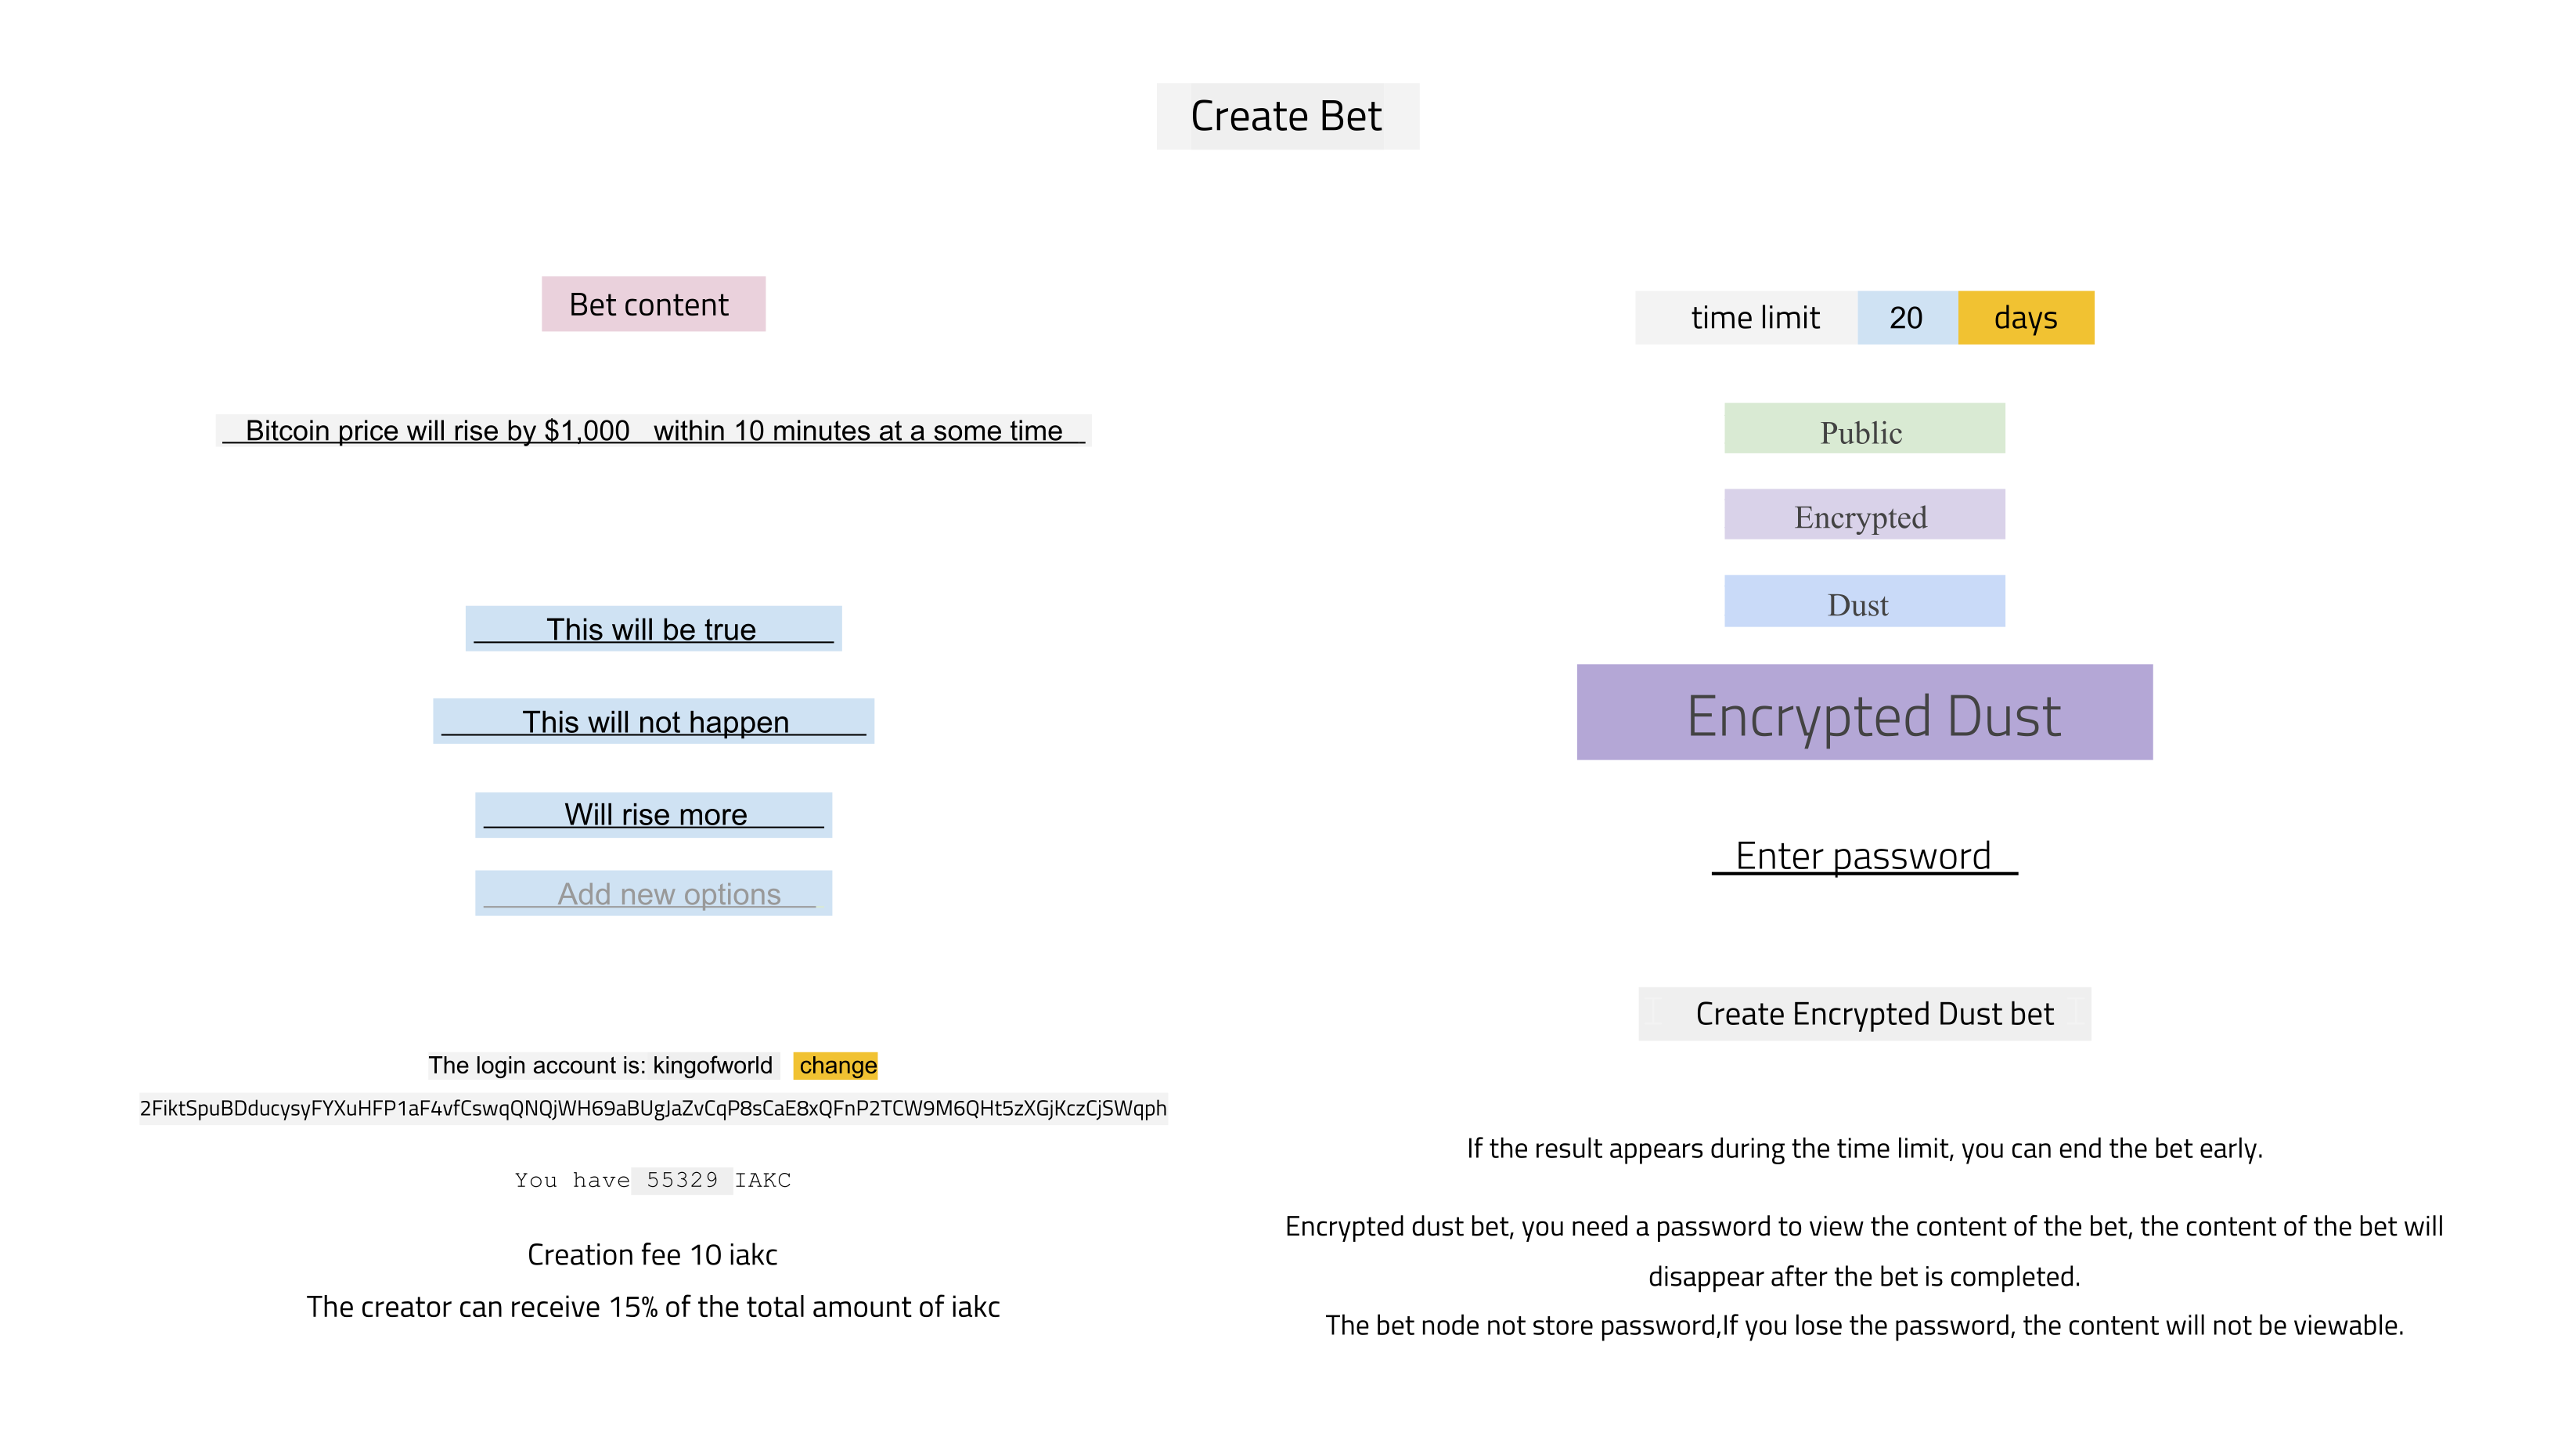 Create Bet
Bet content
Bitcoin price will rise by $1,000 within 10 minutes at a some time
This will be true
This will not happen
Will rise more
Add new options
The login account is: kingofworld change
2FiktSpuBDducysyFYXuHFP1aF4vfCswqQNQjWH69aBUgJaZvCqP8sCaE8xQFnP2TCW9M6QHt5zXGjKczCjSWqph
You have 55329 IAKC
Creation fee 10 iakc
The creator can receive 15% of the total amount of iakc
time limit 20 days
Public
Encrypted
Dust
Encrypted Dust
Enter password
Create Encrypted Dust bet
If the result appears during the time limit, you can end the bet early.
Encrypted dust bet, you need a password to view the content of the bet, the content of the bet will
disappear after the bet is completed.
The bet node not store password,If you lose the password, the content will not be viewable.